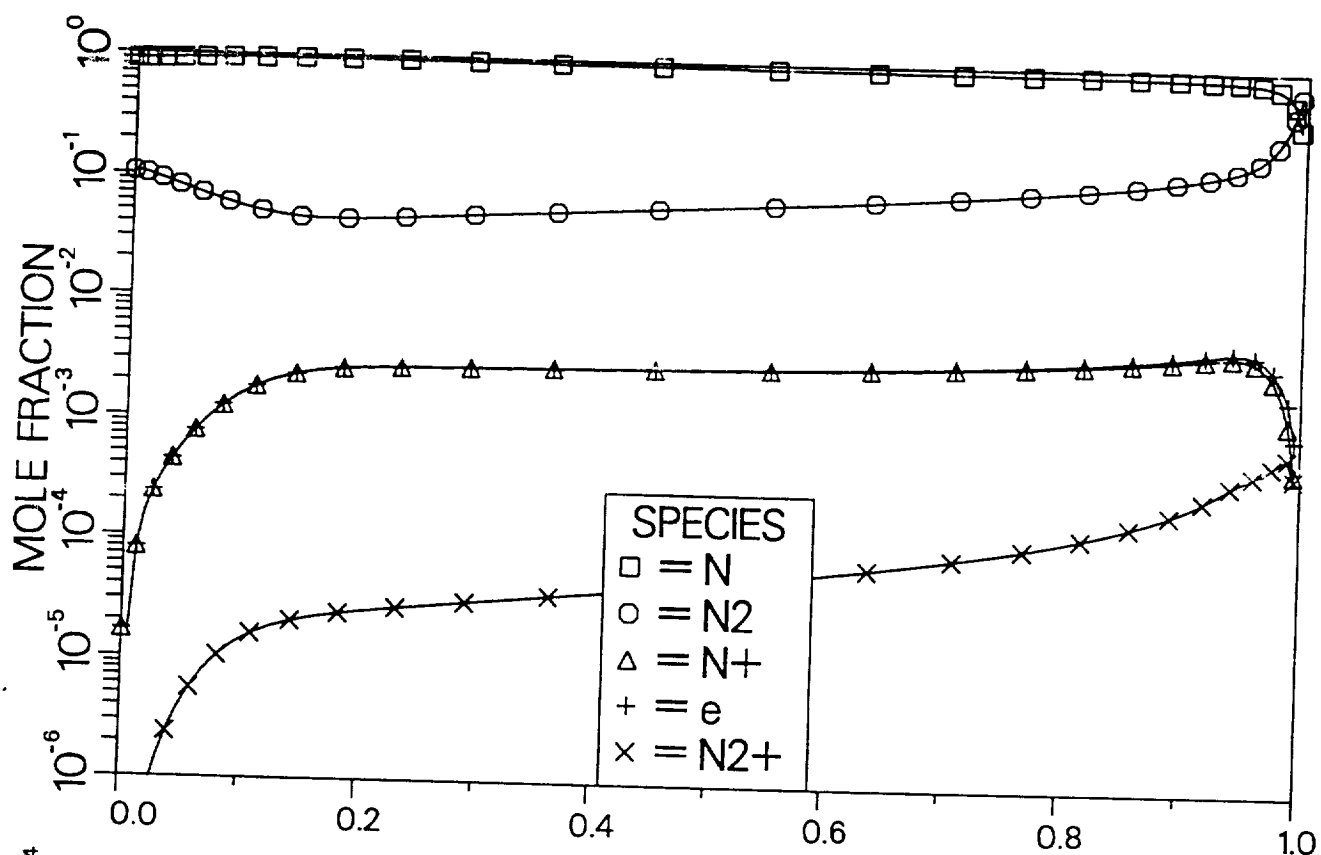 10⁰
10⁻¹
10⁻²
10⁻³
10⁻⁴
10⁻⁵
10⁻⁶
MOLE FRACTION
SPECIES
□ = N
○ = N2
△ = N+
+ = e
× = N2+
0.0 0.2 0.4 0.6 0.8 1.0
4